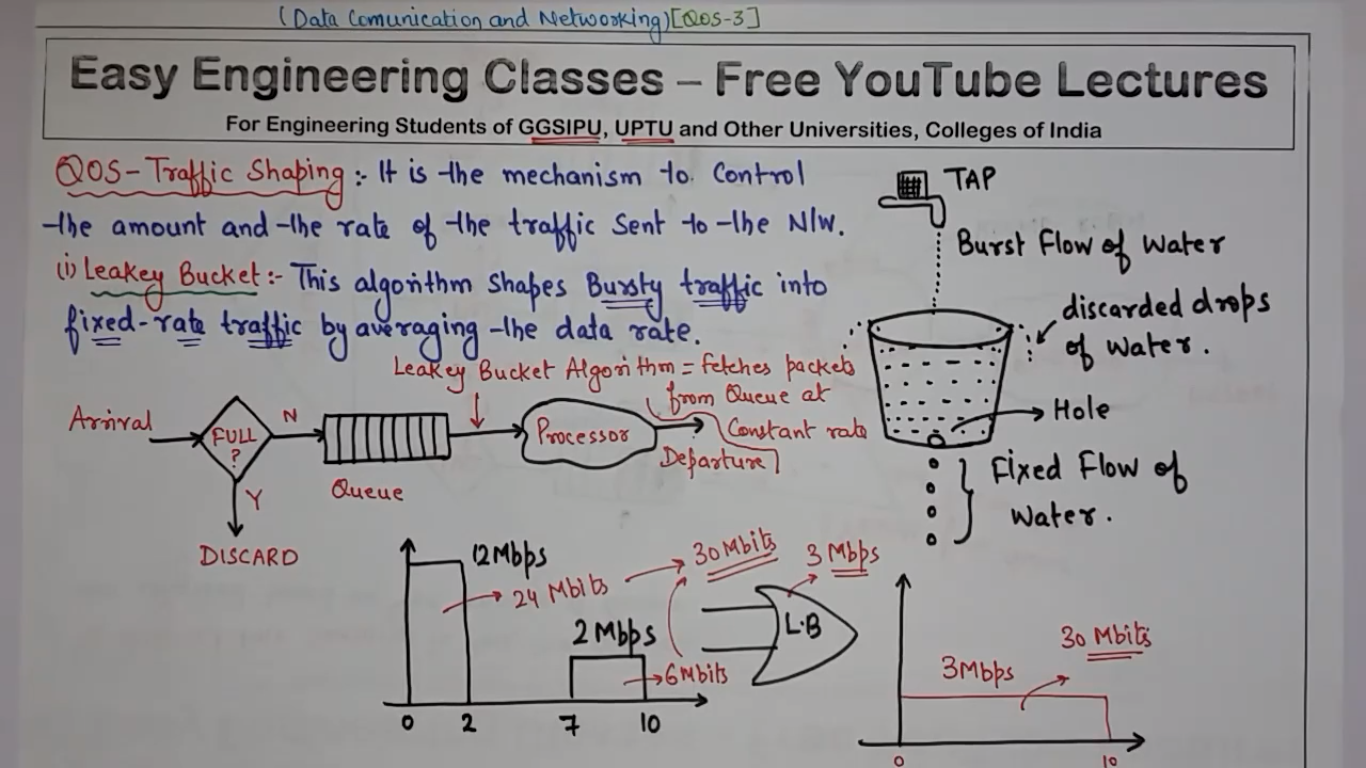 (Data Comunication and Networking)[QOS-3]
Easy Engineering Classes – Free YouTube Lectures
For Engineering Students of GGSIPU, UPTU and Other Universities, Colleges of India
QOS-Traffic Shaping:- It is the mechanism to control
the amount and the rate of the traffic sent to the N/w.
(i) Leakey Bucket:- This algorithm shapes Bursty traffic into
fixed-rate traffic by averaging the data rate.
TAP
Burst Flow of Water
discarded drops
of Water.
Hole
Fixed Flow of
Water.
Leakey Bucket Algorithm = fetches packets
from Queue at
Constant rate
Arrival
FULL
?
N
Y
DISCARD
Queue
Processor
Departure
12Mbps
24 Mbits
30Mbits
2Mbps
6Mbits
0 2 7 10
3 Mbps
L.B
3Mbps
30 Mbits
0 10